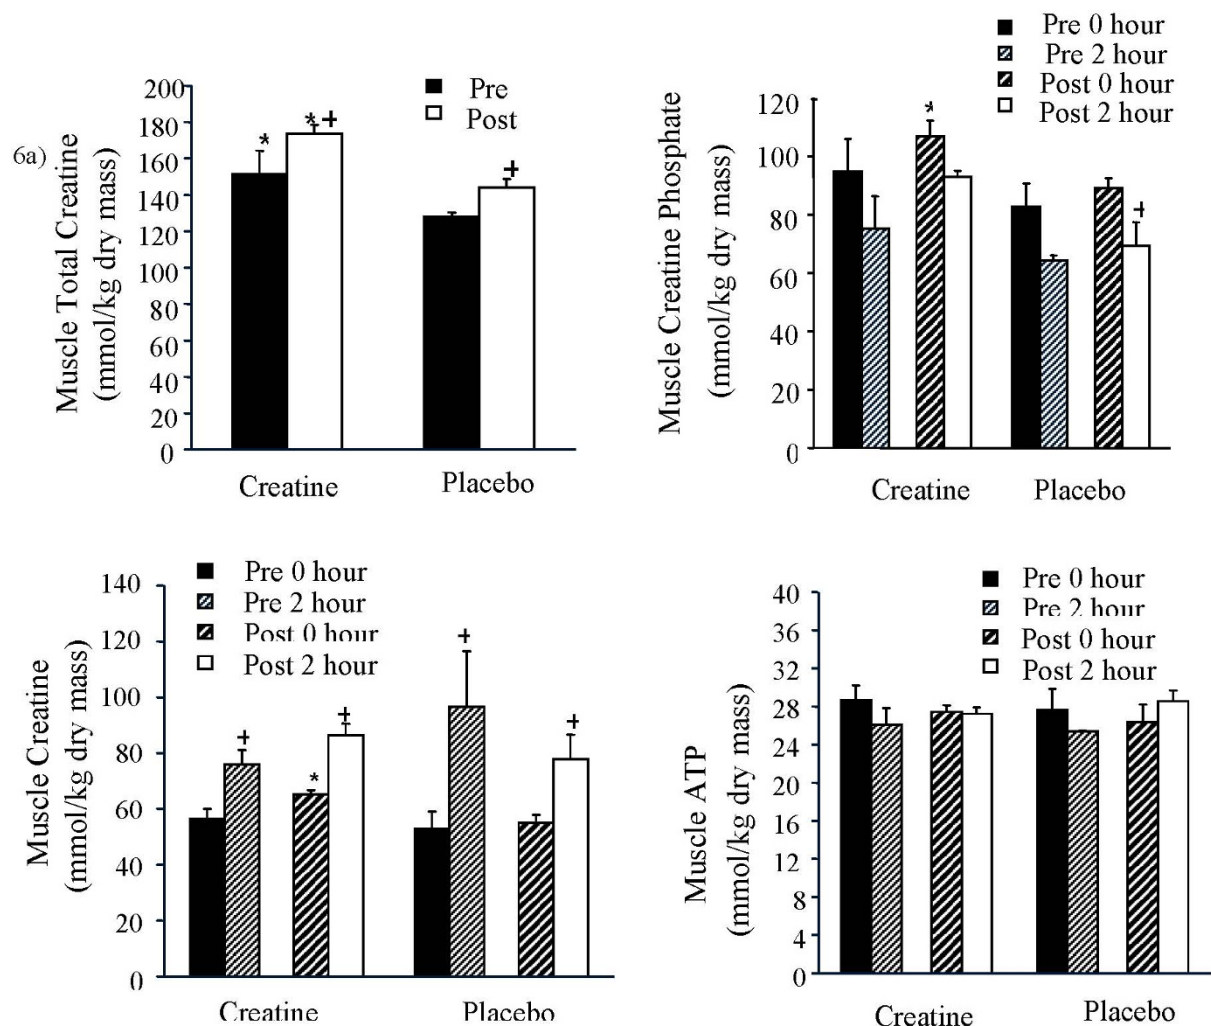 6a)
Muscle Total Creatine
(mmol/kg dry mass)
200
180
160
140
120
100
80
60
40
20
0
Pre
Post
*
*+
+
Creatine
Placebo
Muscle Creatine Phosphate
(mmol/kg dry mass)
120
100
80
60
40
20
0
Pre 0 hour
Pre 2 hour
Post 0 hour
Post 2 hour
*
+
Creatine
Placebo
Muscle Creatine
(mmol/kg dry mass)
140
120
100
80
60
40
20
0
Pre 0 hour
Pre 2 hour
Post 0 hour
Post 2 hour
+
*
+
+
+
Creatine
Placebo
Muscle ATP
(mmol/kg dry mass)
40
36
32
28
24
20
16
12
8
4
0
Pre 0 hour
Pre 2 hour
Post 0 hour
Post 2 hour
Creatine
Placebo